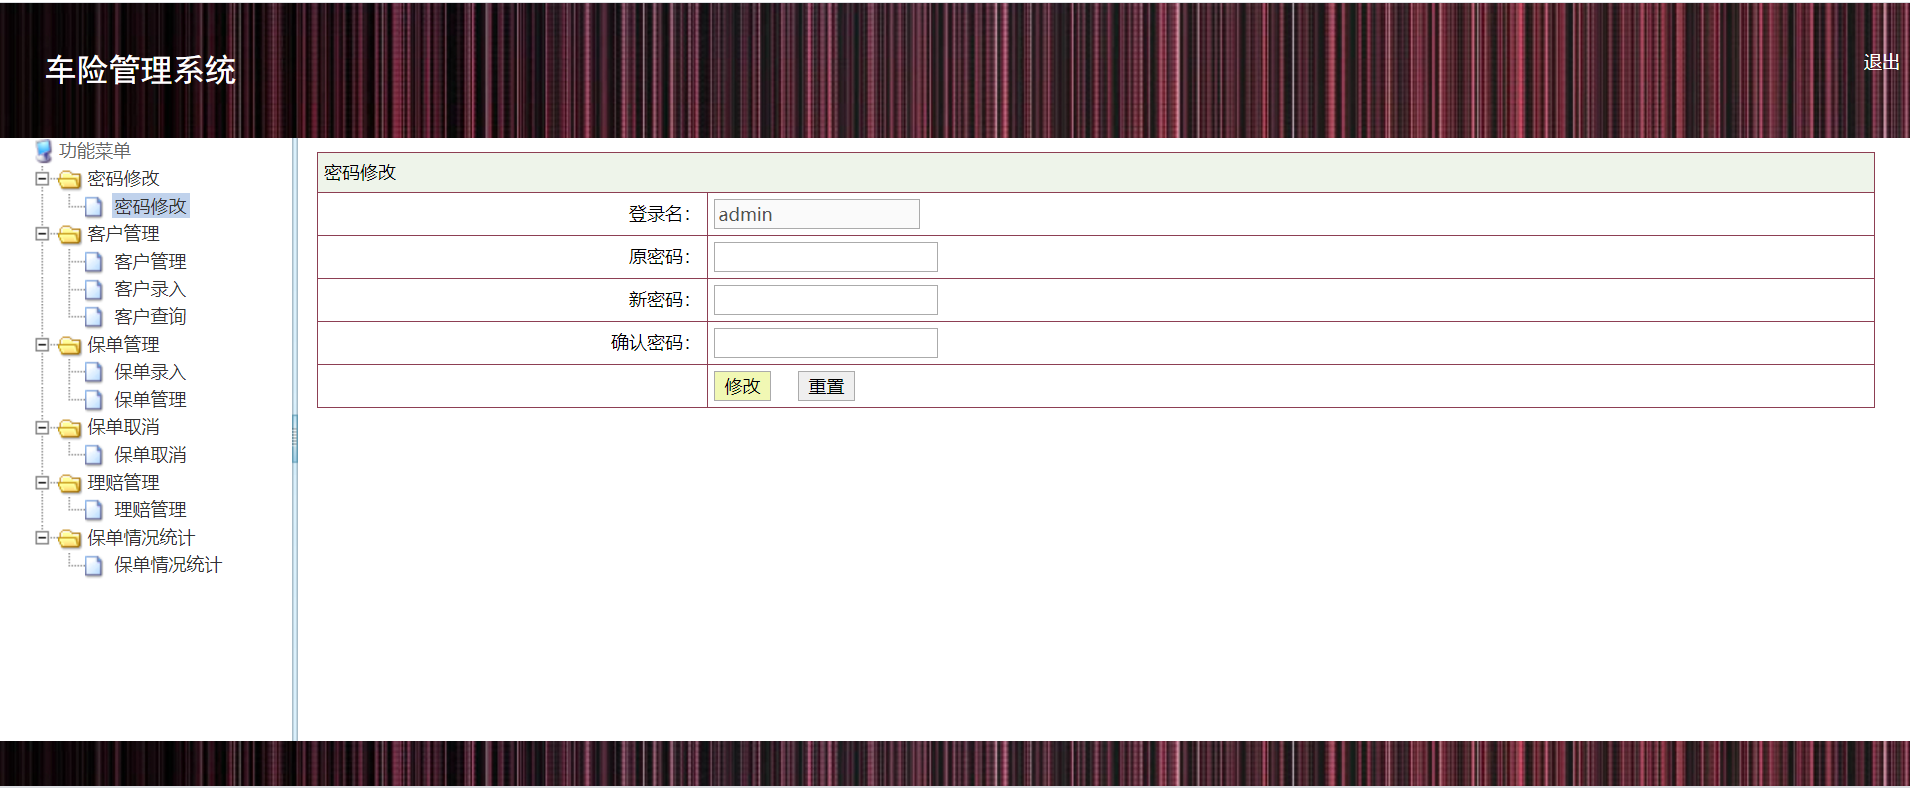 车险管理系统
退出
功能菜单
密码修改
密码修改
客户管理
客户管理
客户录入
客户查询
保单管理
保单录入
保单管理
保单取消
保单取消
理赔管理
理赔管理
保单情况统计
保单情况统计
密码修改
登录名： admin
原密码：
新密码：
确认密码：
修改 重置